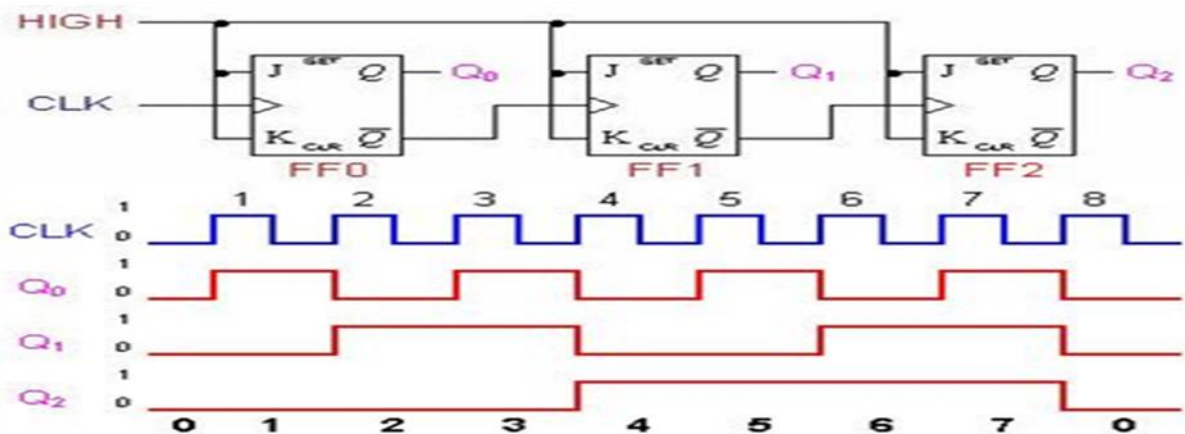 HIGH
J SET Q Q0 J SET Q Q1 J SET Q Q2
CLK
K CLR Q̅ K CLR Q̅ K CLR Q̅
FF0 FF1 FF2
1 2 3 4 5 6 7 8
CLK 1 0
Q0 1 0
Q1 1 0
Q2 1 0
0 1 2 3 4 5 6 7 0